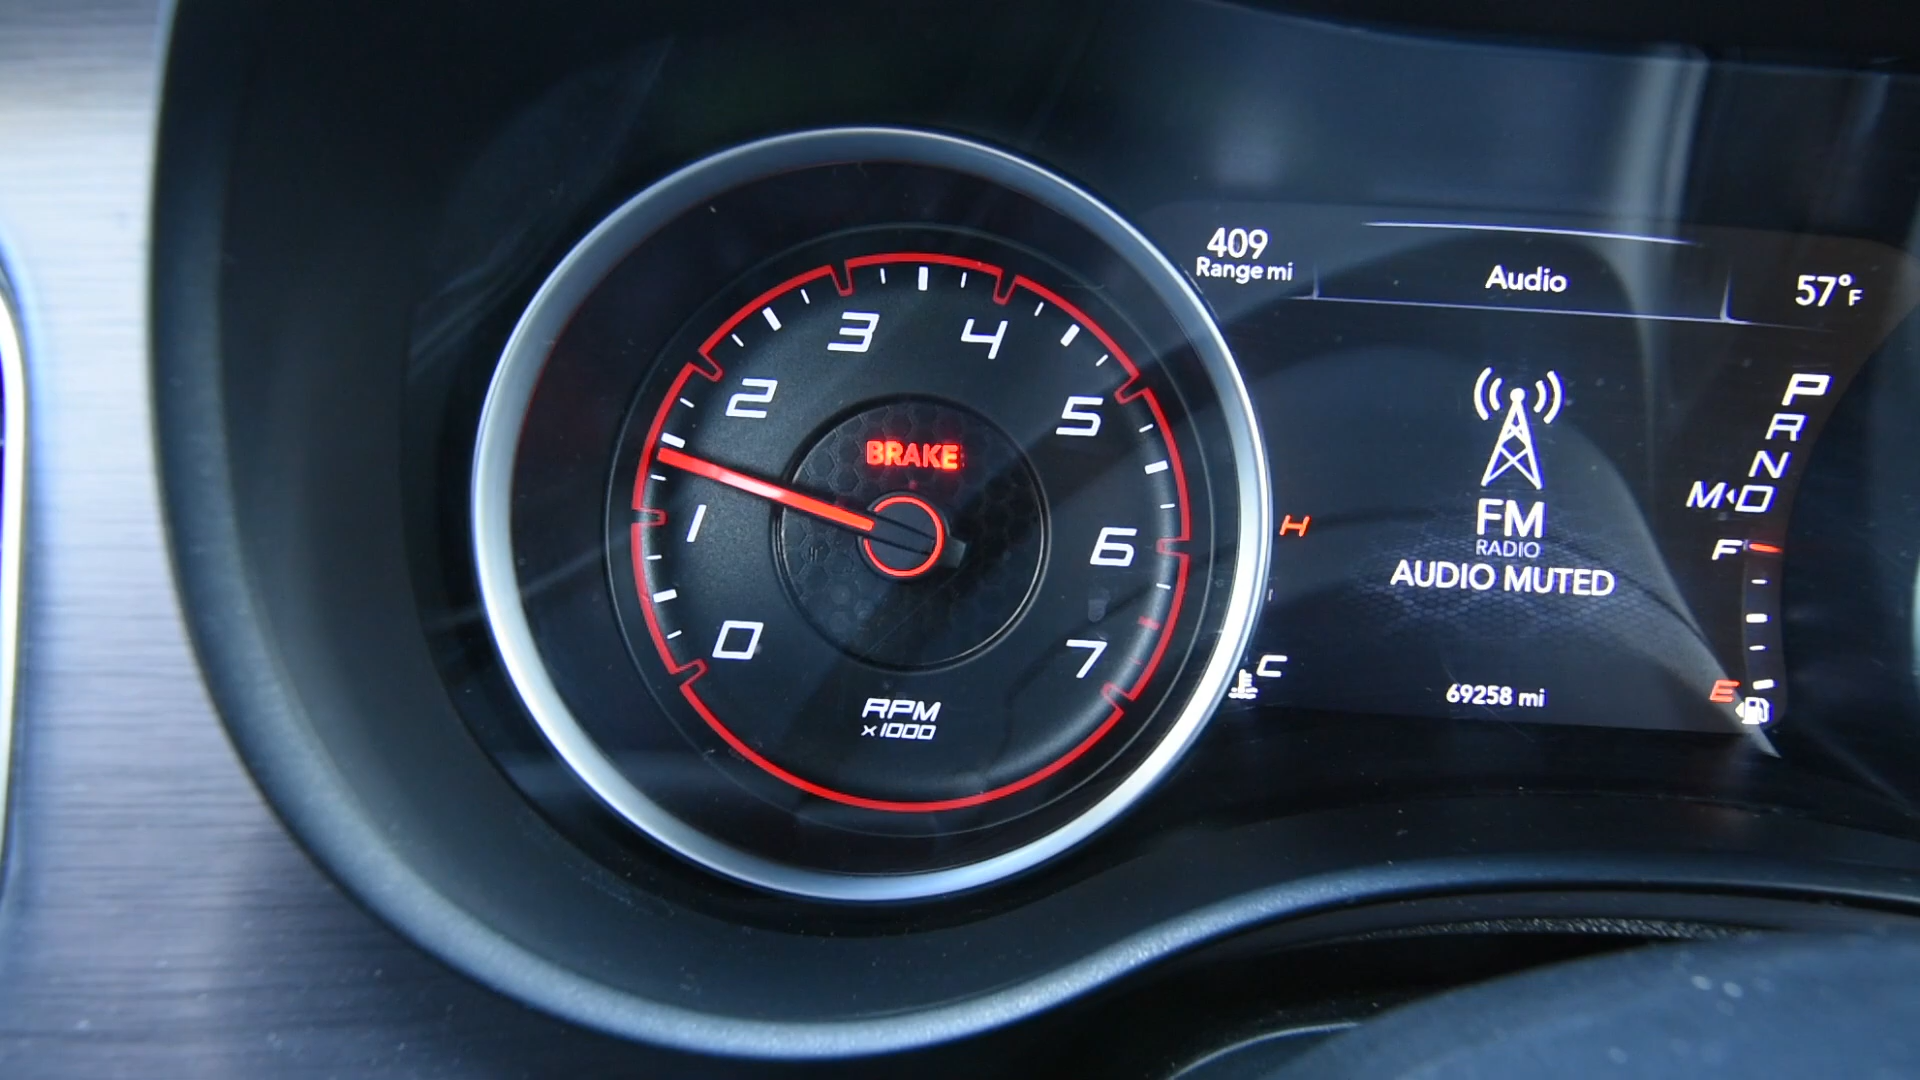 409
Range mi
Audio
57°F
0
1
2
3
4
5
6
7
BRAKE
RPM
x1000
H
C
FM
RADIO
AUDIO MUTED
69258 mi
P
R
N
M D
F
E